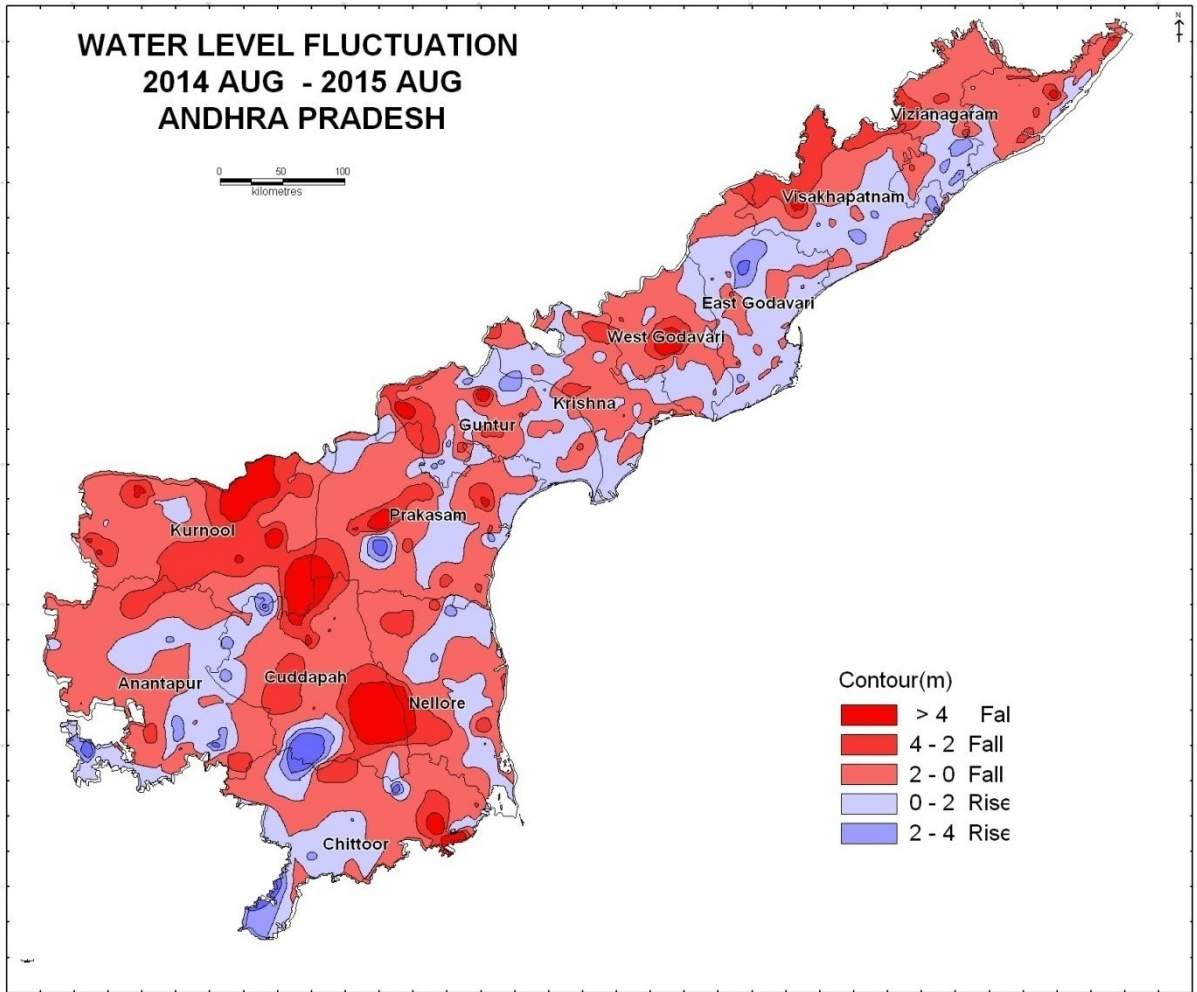 WATER LEVEL FLUCTUATION
2014 AUG - 2015 AUG
ANDHRA PRADESH
0 50 100
kilometres
N
Vizianagaram
Visakhapatnam
East Godavari
West Godavari
Krishna
Guntur
Prakasam
Kurnool
Anantapur
Cuddapah
Nellore
Chittoor
Contour(m)
> 4 Fal
4 - 2 Fall
2 - 0 Fall
0 - 2 Rise
2 - 4 Rise